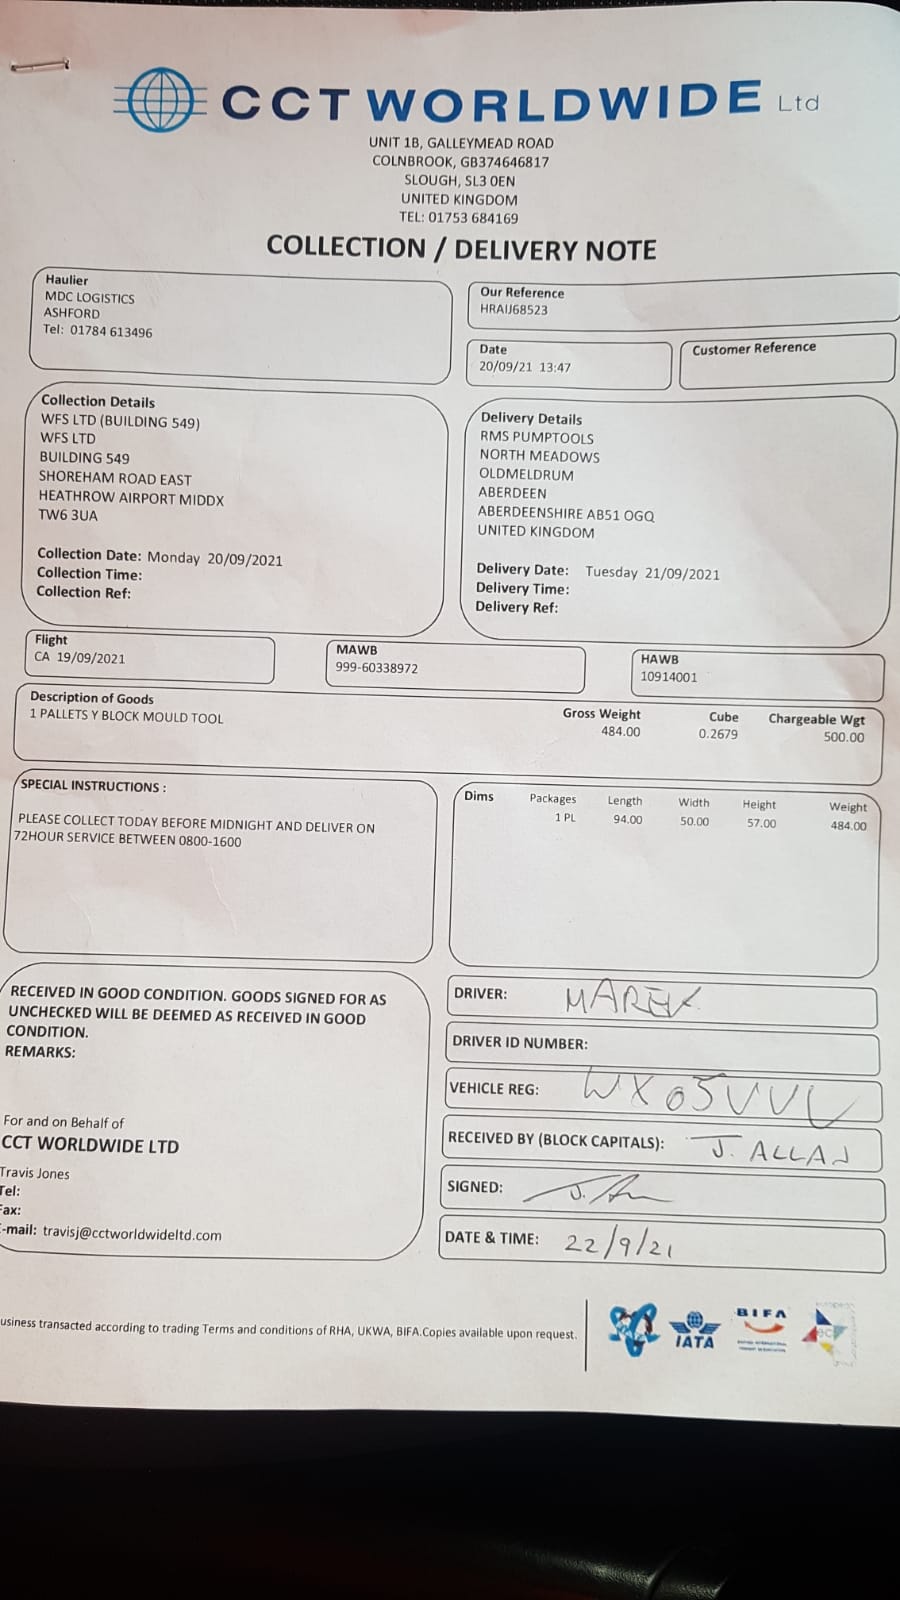 CCT WORLDWIDE Ltd
UNIT 1B, GALLEYMEAD ROAD
COLNBROOK, GB374646817
SLOUGH, SL3 0EN
UNITED KINGDOM
TEL: 01753 684169
COLLECTION / DELIVERY NOTE
Haulier
MDC LOGISTICS
ASHFORD
Tel: 01784 613496
Our Reference
HRAIJ68523
Date
20/09/21 13:47
Customer Reference
Collection Details
WFS LTD (BUILDING 549)
WFS LTD
BUILDING 549
SHOREHAM ROAD EAST
HEATHROW AIRPORT MIDDX
TW6 3UA
Collection Date: Monday 20/09/2021
Collection Time:
Collection Ref:
Delivery Details
RMS PUMPTOOLS
NORTH MEADOWS
OLDMELDRUM
ABERDEEN
ABERDEENSHIRE AB51 OGQ
UNITED KINGDOM
Delivery Date: Tuesday 21/09/2021
Delivery Time:
Delivery Ref:
Flight
CA 19/09/2021
MAWB
999-60338972
HAWB
10914001
Description of Goods
1 PALLETS Y BLOCK MOULD TOOL
Gross Weight Cube Chargeable Wgt
484.00 0.2679 500.00
SPECIAL INSTRUCTIONS :
PLEASE COLLECT TODAY BEFORE MIDNIGHT AND DELIVER ON
72HOUR SERVICE BETWEEN 0800-1600
Dims Packages Length Width Height Weight
1 PL 94.00 50.00 57.00 484.00
RECEIVED IN GOOD CONDITION. GOODS SIGNED FOR AS
UNCHECKED WILL BE DEEMED AS RECEIVED IN GOOD
CONDITION.
REMARKS:
For and on Behalf of
CCT WORLDWIDE LTD
Travis Jones
Tel:
Fax:
E-mail: travisj@cctworldwideltd.com
DRIVER: MAREK
DRIVER ID NUMBER:
VEHICLE REG: WX65VVL
RECEIVED BY (BLOCK CAPITALS): J. ALLAN
SIGNED:
DATE & TIME: 22/9/21
usiness transacted according to trading Terms and conditions of RHA, UKWA, BIFA.Copies available upon request.
IATA
BIFA